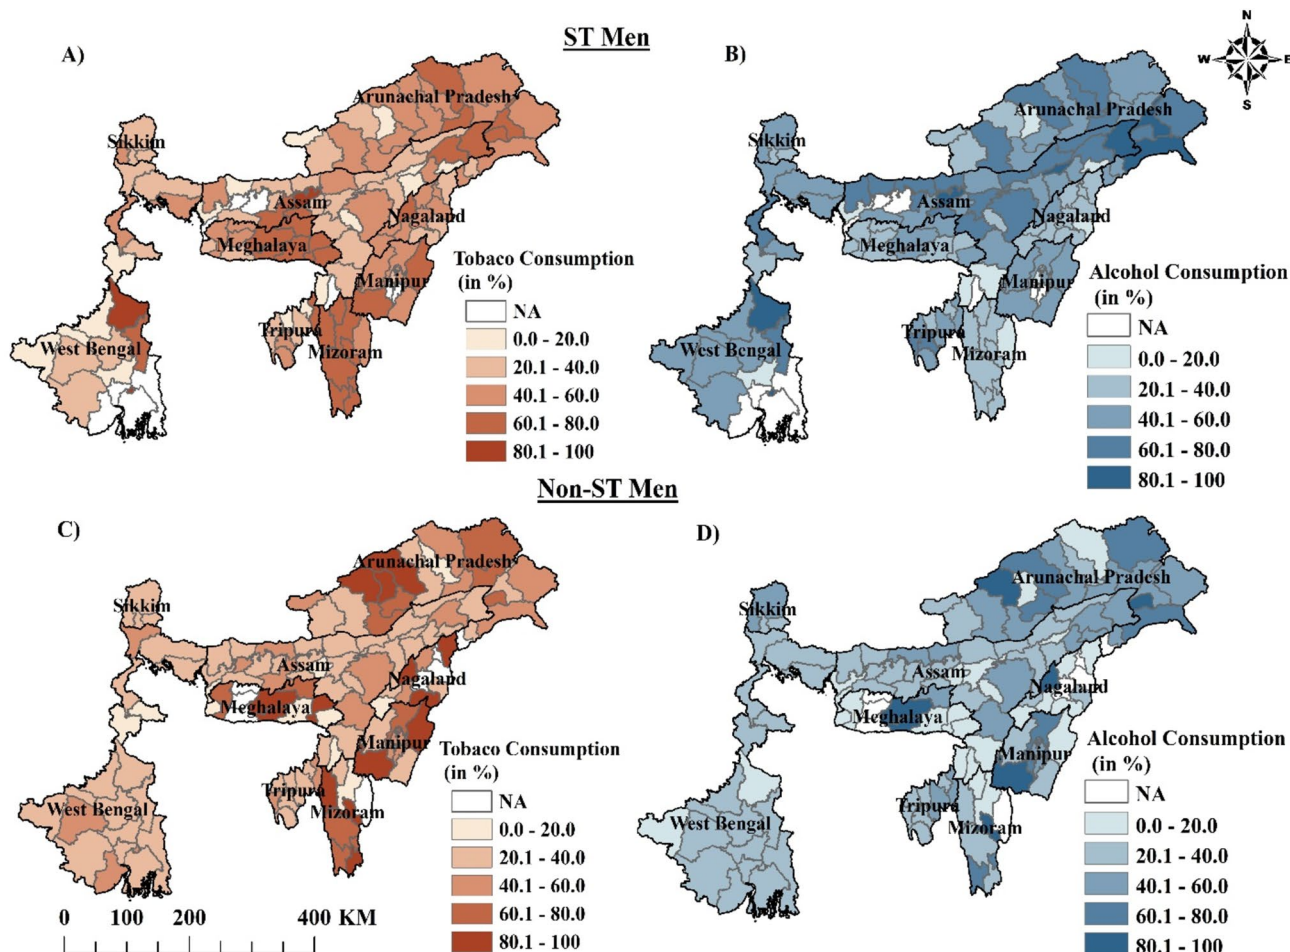 ST Men
A)
B)
N
W E
S
Arunachal Pradesh
Sikkim
Assam
Nagaland
Meghalaya
Manipur
Tripura
Mizoram
West Bengal
Tobaco Consumption
(in %)
NA
0.0 - 20.0
20.1 - 40.0
40.1 - 60.0
60.1 - 80.0
80.1 - 100
Arunachal Pradesh
Sikkim
Assam
Nagaland
Meghalaya
Manipur
Tripura
Mizoram
West Bengal
Alcohol Consumption
(in %)
NA
0.0 - 20.0
20.1 - 40.0
40.1 - 60.0
60.1 - 80.0
80.1 - 100
Non-ST Men
C)
D)
Arunachal Pradesh
Sikkim
Assam
Nagaland
Meghalaya
Manipur
Tripura
Mizoram
West Bengal
Tobaco Consumption
(in %)
NA
0.0 - 20.0
20.1 - 40.0
40.1 - 60.0
60.1 - 80.0
80.1 - 100
0 100 200 400 KM
Arunachal Pradesh
Sikkim
Assam
Nagaland
Meghalaya
Manipur
Tripura
Mizoram
West Bengal
Alcohol Consumption
(in %)
NA
0.0 - 20.0
20.1 - 40.0
40.1 - 60.0
60.1 - 80.0
80.1 - 100